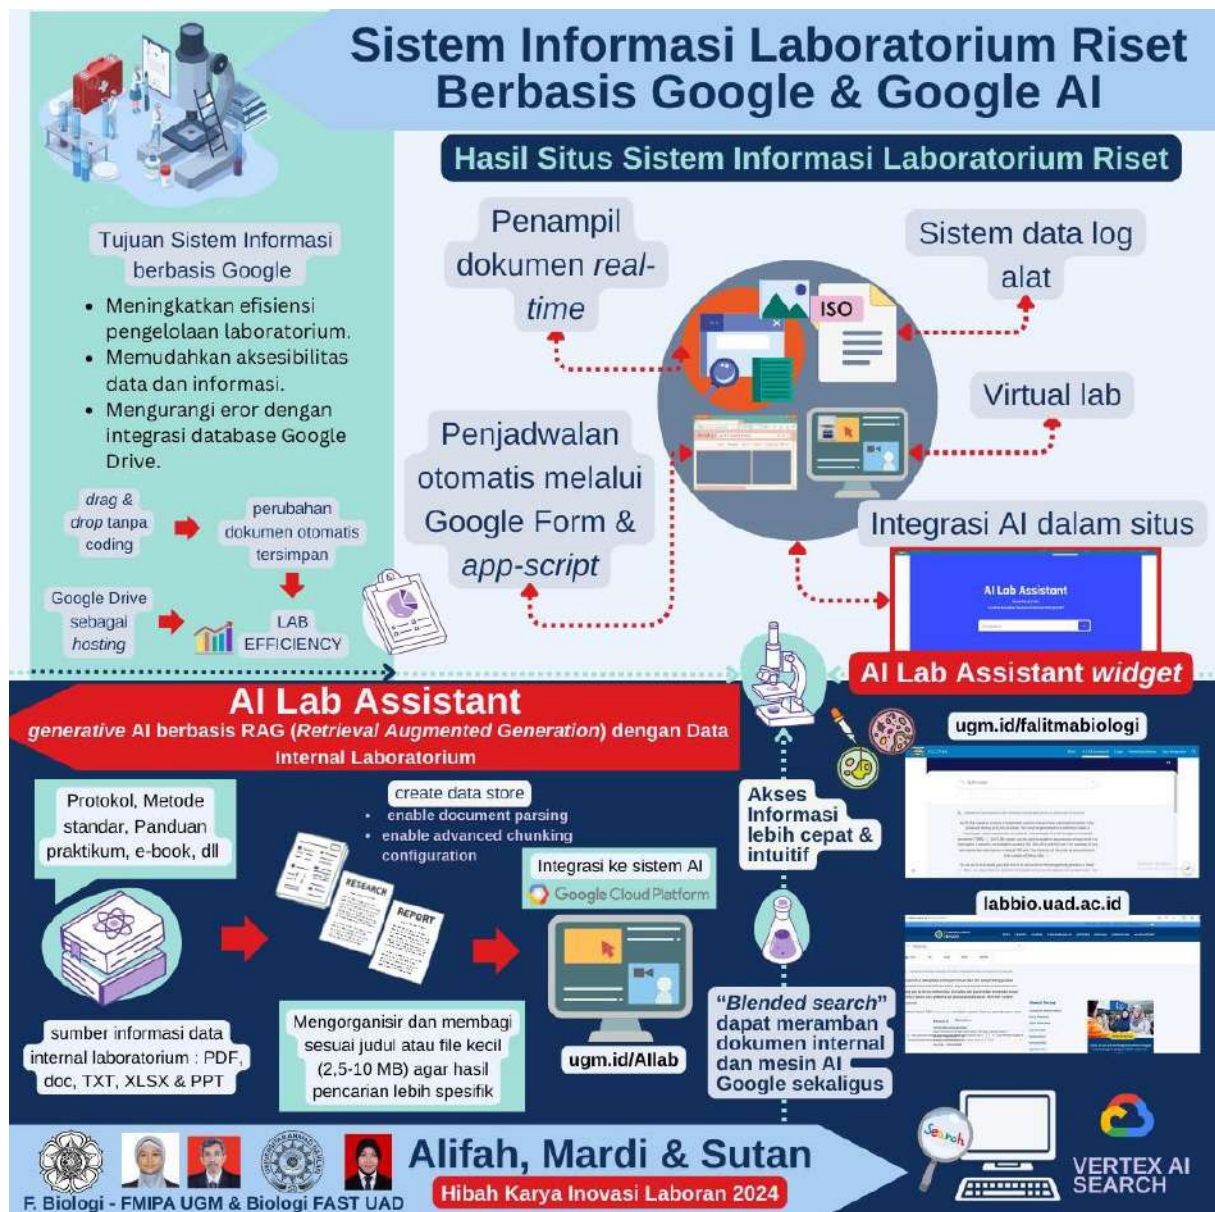 Sistem Informasi Laboratorium Riset
Berbasis Google & Google AI
Hasil Situs Sistem Informasi Laboratorium Riset
Tujuan Sistem Informasi
berbasis Google
• Meningkatkan efisiensi
pengelolaan laboratorium.
• Memudahkan aksesibilitas
data dan informasi.
• Mengurangi eror dengan
integrasi database Google
Drive.
drag &
drop tanpa
coding
perubahan
dokumen otomatis
tersimpan
Google Drive
sebagai
hosting
LAB
EFFICIENCY
Penampil
dokumen real-
time
Sistem data log
alat
ISO
Virtual lab
Penjadwalan
otomatis melalui
Google Form &
app-script
Integrasi AI dalam situs
AI Lab Assistant
AI Lab Assistant widget
AI Lab Assistant
generative AI berbasis RAG (Retrieval Augmented Generation) dengan Data
Internal Laboratorium
Protokol, Metode
standar, Panduan
praktikum, e-book, dll
create data store
• enable document parsing
• enable advanced chunking
configuration
RESEARCH
REPORT
Integrasi ke sistem AI
Google Cloud Platform
sumber informasi data
internal laboratorium : PDF,
doc, TXT, XLSX & PPT
Mengorganisir dan membagi
sesuai judul atau file kecil
(2,5-10 MB) agar hasil
pencarian lebih spesifik
ugm.id/AIlab
Akses
Informasi
lebih cepat &
intuitif
"Blended search"
dapat meramban
dokumen internal
dan mesin AI
Google sekaligus
ugm.id/falitmabiologi
labbio.uad.ac.id
F. Biologi - FMIPA UGM & Biologi FAST UAD
Alifah, Mardi & Sutan
Hibah Karya Inovasi Laboran 2024
Search
VERTEX AI
SEARCH